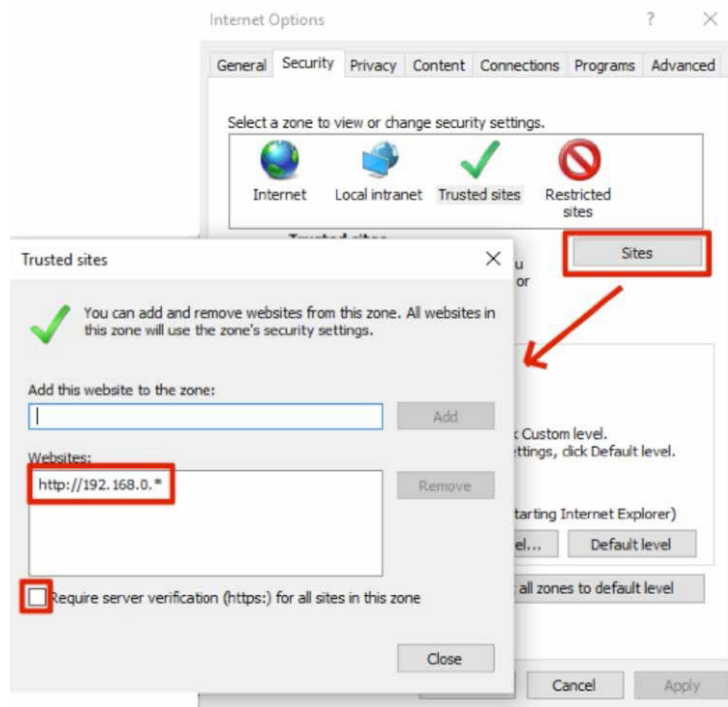 Internet Options
?
General Security Privacy Content Connections Programs Advanced
Select a zone to view or change security settings.
Internet Local intranet Trusted sites Restricted
sites
Trusted sites
Sites
u
or
Trusted sites
You can add and remove websites from this zone. All websites in
this zone will use the zone's security settings.
Add this website to the zone:
Add
Websites:
http://192.168.0.*
Remove
Require server verification (https:) for all sites in this zone
Close
Custom level.
ttings, click Default level.
tarting Internet Explorer)
el... Default level
all zones to default level
Cancel Apply